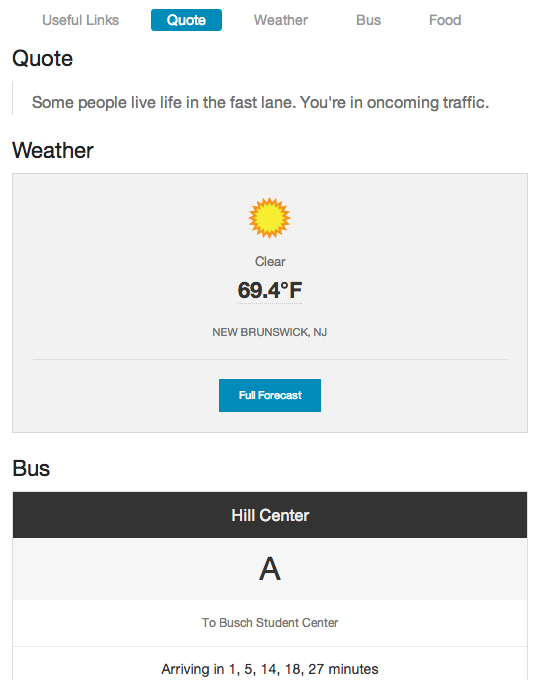 Useful Links Quote Weather Bus Food
Quote
Some people live life in the fast lane. You're in oncoming traffic.
Weather
Clear
69.4°F
NEW BRUNSWICK, NJ
Full Forecast
Bus
Hill Center
A
To Busch Student Center
Arriving in 1, 5, 14, 18, 27 minutes